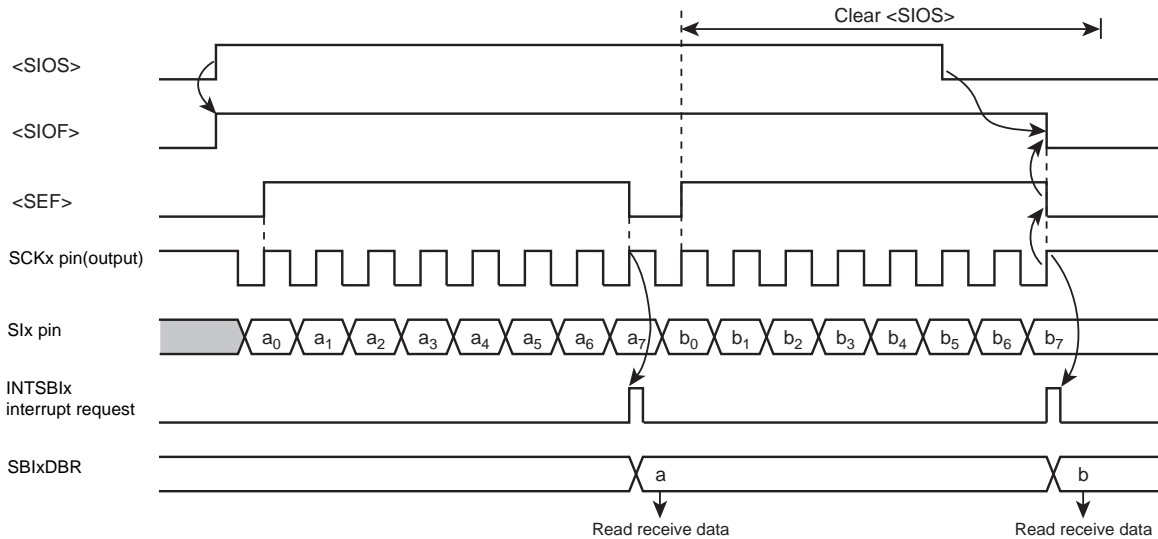 Clear <SIOS>
<SIOS>
<SIOF>
<SEF>
SCKx pin(output)
SIx pin
a0 a1 a2 a3 a4 a5 a6 a7 b0 b1 b2 b3 b4 b5 b6 b7
INTSBIx
interrupt request
SBIxDBR
a b
Read receive data Read receive data